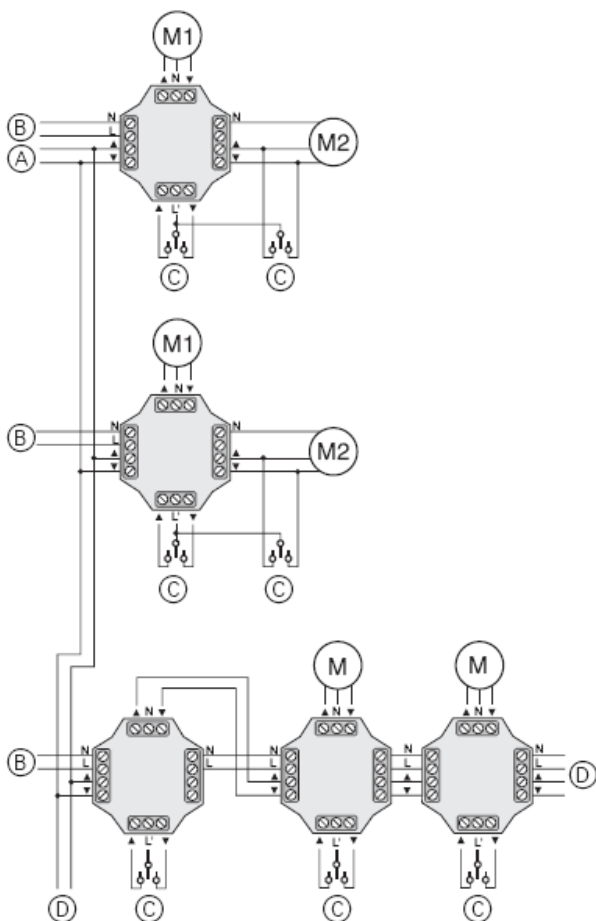 M1
▲ N ▼
B N N
L ▲ M2
A ▲ ▼
▼
▲ L' ▼
C C
M1
▲ N ▼
B N N
L ▲ M2
▲ ▼
▼
▲ L' ▼
C C
M M
▲ N ▼ ▲ N ▼ ▲ N ▼
N N N N N
B L L L L L D
▲ ▲ ▲ ▲
▼ ▼ ▼ ▼
▲ L' ▼ ▲ L' ▼ ▲ L' ▼
D C C C